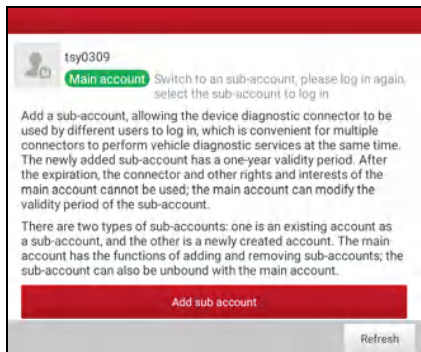 tsy0309
Main account Switch to an sub-account, please log in again,
select the sub-account to log in
Add a sub-account, allowing the device diagnostic connector to be
used by different users to log in, which is convenient for multiple
connectors to perform vehicle diagnostic services at the same time.
The newly added sub-account has a one-year validity period. After
the expiration, the connector and other rights and interests of the
main account cannot be used; the main account can modify the
validity period of the sub-account.
There are two types of sub-accounts: one is an existing account as
a sub-account, and the other is a newly created account. The main
account has the functions of adding and removing sub-accounts; the
sub-account can also be unbound with the main account.
Add sub account
Refresh